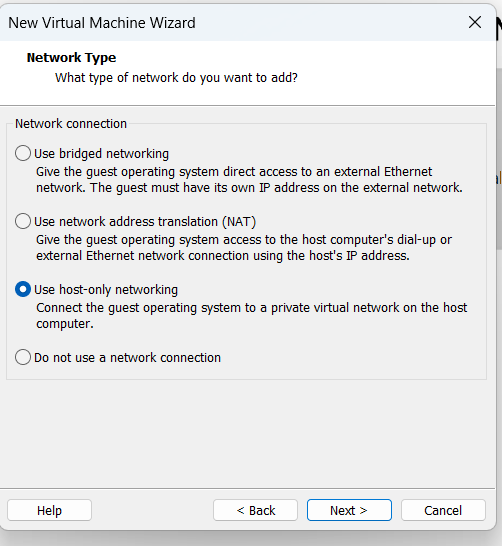 New Virtual Machine Wizard
Network Type
What type of network do you want to add?
Network connection
Use bridged networking
Give the guest operating system direct access to an external Ethernet
network. The guest must have its own IP address on the external network.
Use network address translation (NAT)
Give the guest operating system access to the host computer's dial-up or
external Ethernet network connection using the host's IP address.
Use host-only networking
Connect the guest operating system to a private virtual network on the host
computer.
Do not use a network connection
Help
< Back
Next >
Cancel